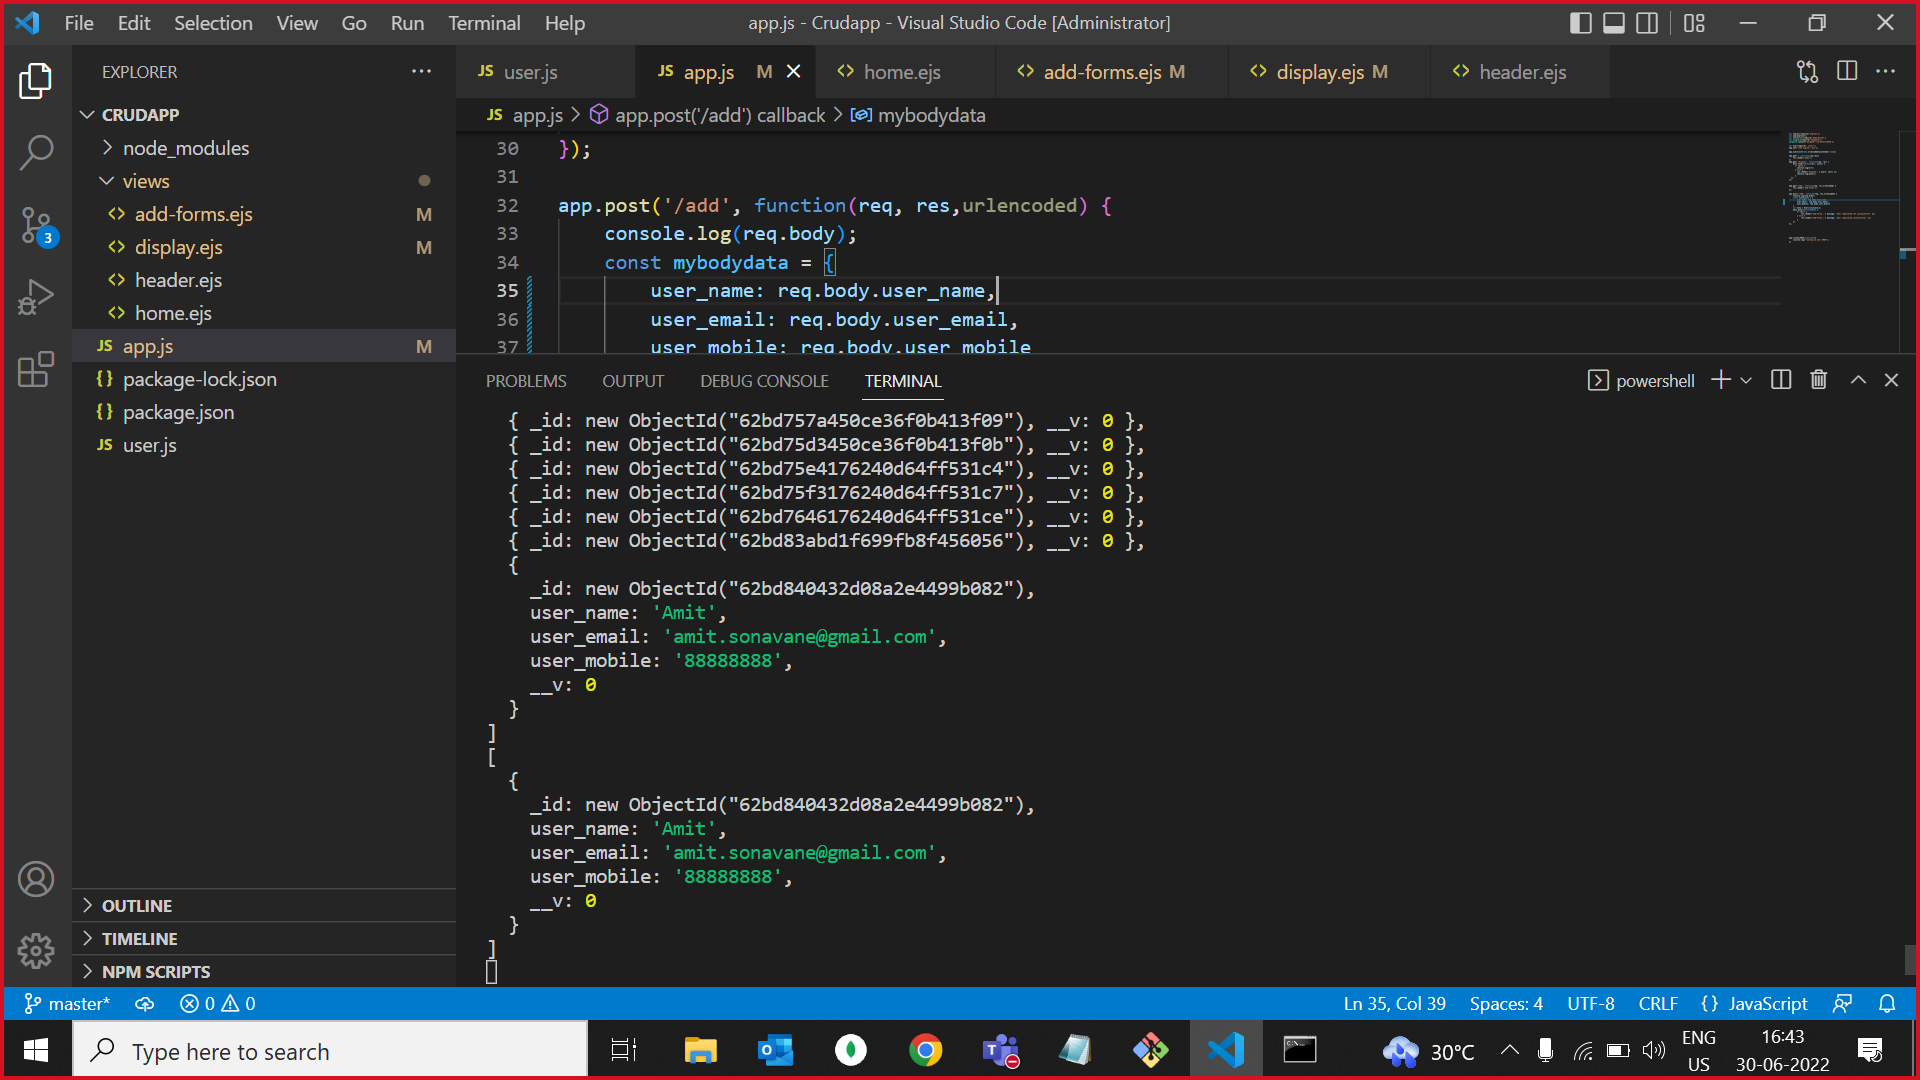 File Edit Selection View Go Run Terminal Help
app.js - Crudapp - Visual Studio Code [Administrator]
EXPLORER
JS user.js
JS app.js M
home.ejs
add-forms.ejs M
display.ejs M
header.ejs
JS app.js > app.post('/add') callback > mybodydata
CRUDAPP
node_modules
views
add-forms.ejs M
display.ejs M
header.ejs
home.ejs
JS app.js M
{} package-lock.json
{} package.json
JS user.js
3
OUTLINE
TIMELINE
NPM SCRIPTS
30 });
31
32 app.post('/add', function(req, res,urlencoded) {
33 console.log(req.body);
34 const mybodydata = {
35 user_name: req.body.user_name,
36 user_email: req.body.user_email,
37 user_mobile: req.body.user_mobile
PROBLEMS OUTPUT DEBUG CONSOLE TERMINAL
powershell
{ _id: new ObjectId("62bd757a450ce36f0b413f09"), __v: 0 },
{ _id: new ObjectId("62bd75d3450ce36f0b413f0b"), __v: 0 },
{ _id: new ObjectId("62bd75e4176240d64ff531c4"), __v: 0 },
{ _id: new ObjectId("62bd75f3176240d64ff531c7"), __v: 0 },
{ _id: new ObjectId("62bd7646176240d64ff531ce"), __v: 0 },
{ _id: new ObjectId("62bd83abd1f699fb8f456056"), __v: 0 },
{
_id: new ObjectId("62bd840432d08a2e4499b082"),
user_name: 'Amit',
user_email: 'amit.sonavane@gmail.com',
user_mobile: '88888888',
__v: 0
}
]
[
{
_id: new ObjectId("62bd840432d08a2e4499b082"),
user_name: 'Amit',
user_email: 'amit.sonavane@gmail.com',
user_mobile: '88888888',
__v: 0
}
]
master* 0 0
Ln 35, Col 39 Spaces: 4 UTF-8 CRLF {} JavaScript
Type here to search
30°C
ENG
US
16:43
30-06-2022